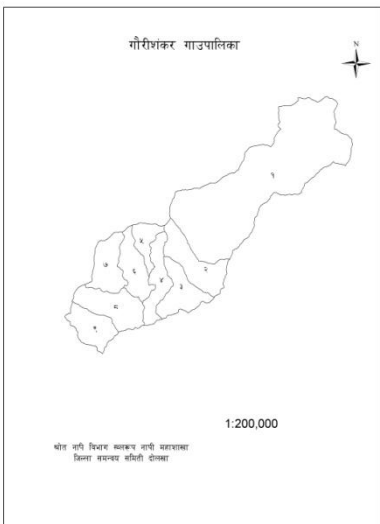 गौरीशंकर गाउपालिका
N
१
५
२
७
६
४
३
८
९
1:200,000
श्रोत नापि विभाग स्थलरूप नापी महाशाखा
जिल्ला समन्वय समिती दोलखा